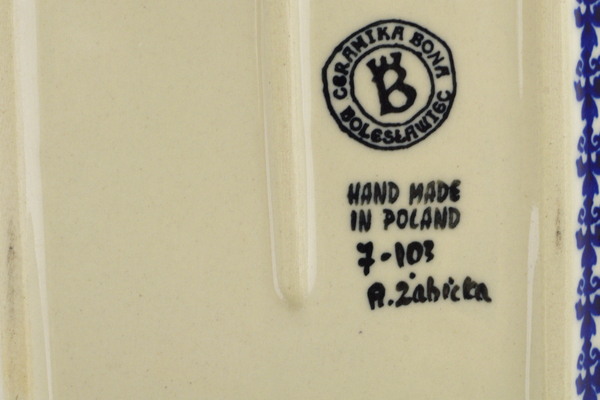 CERAMIKA BONA
B
BOLESŁAWIEC
HAND MADE
IN POLAND
7-103
A. Żabicka